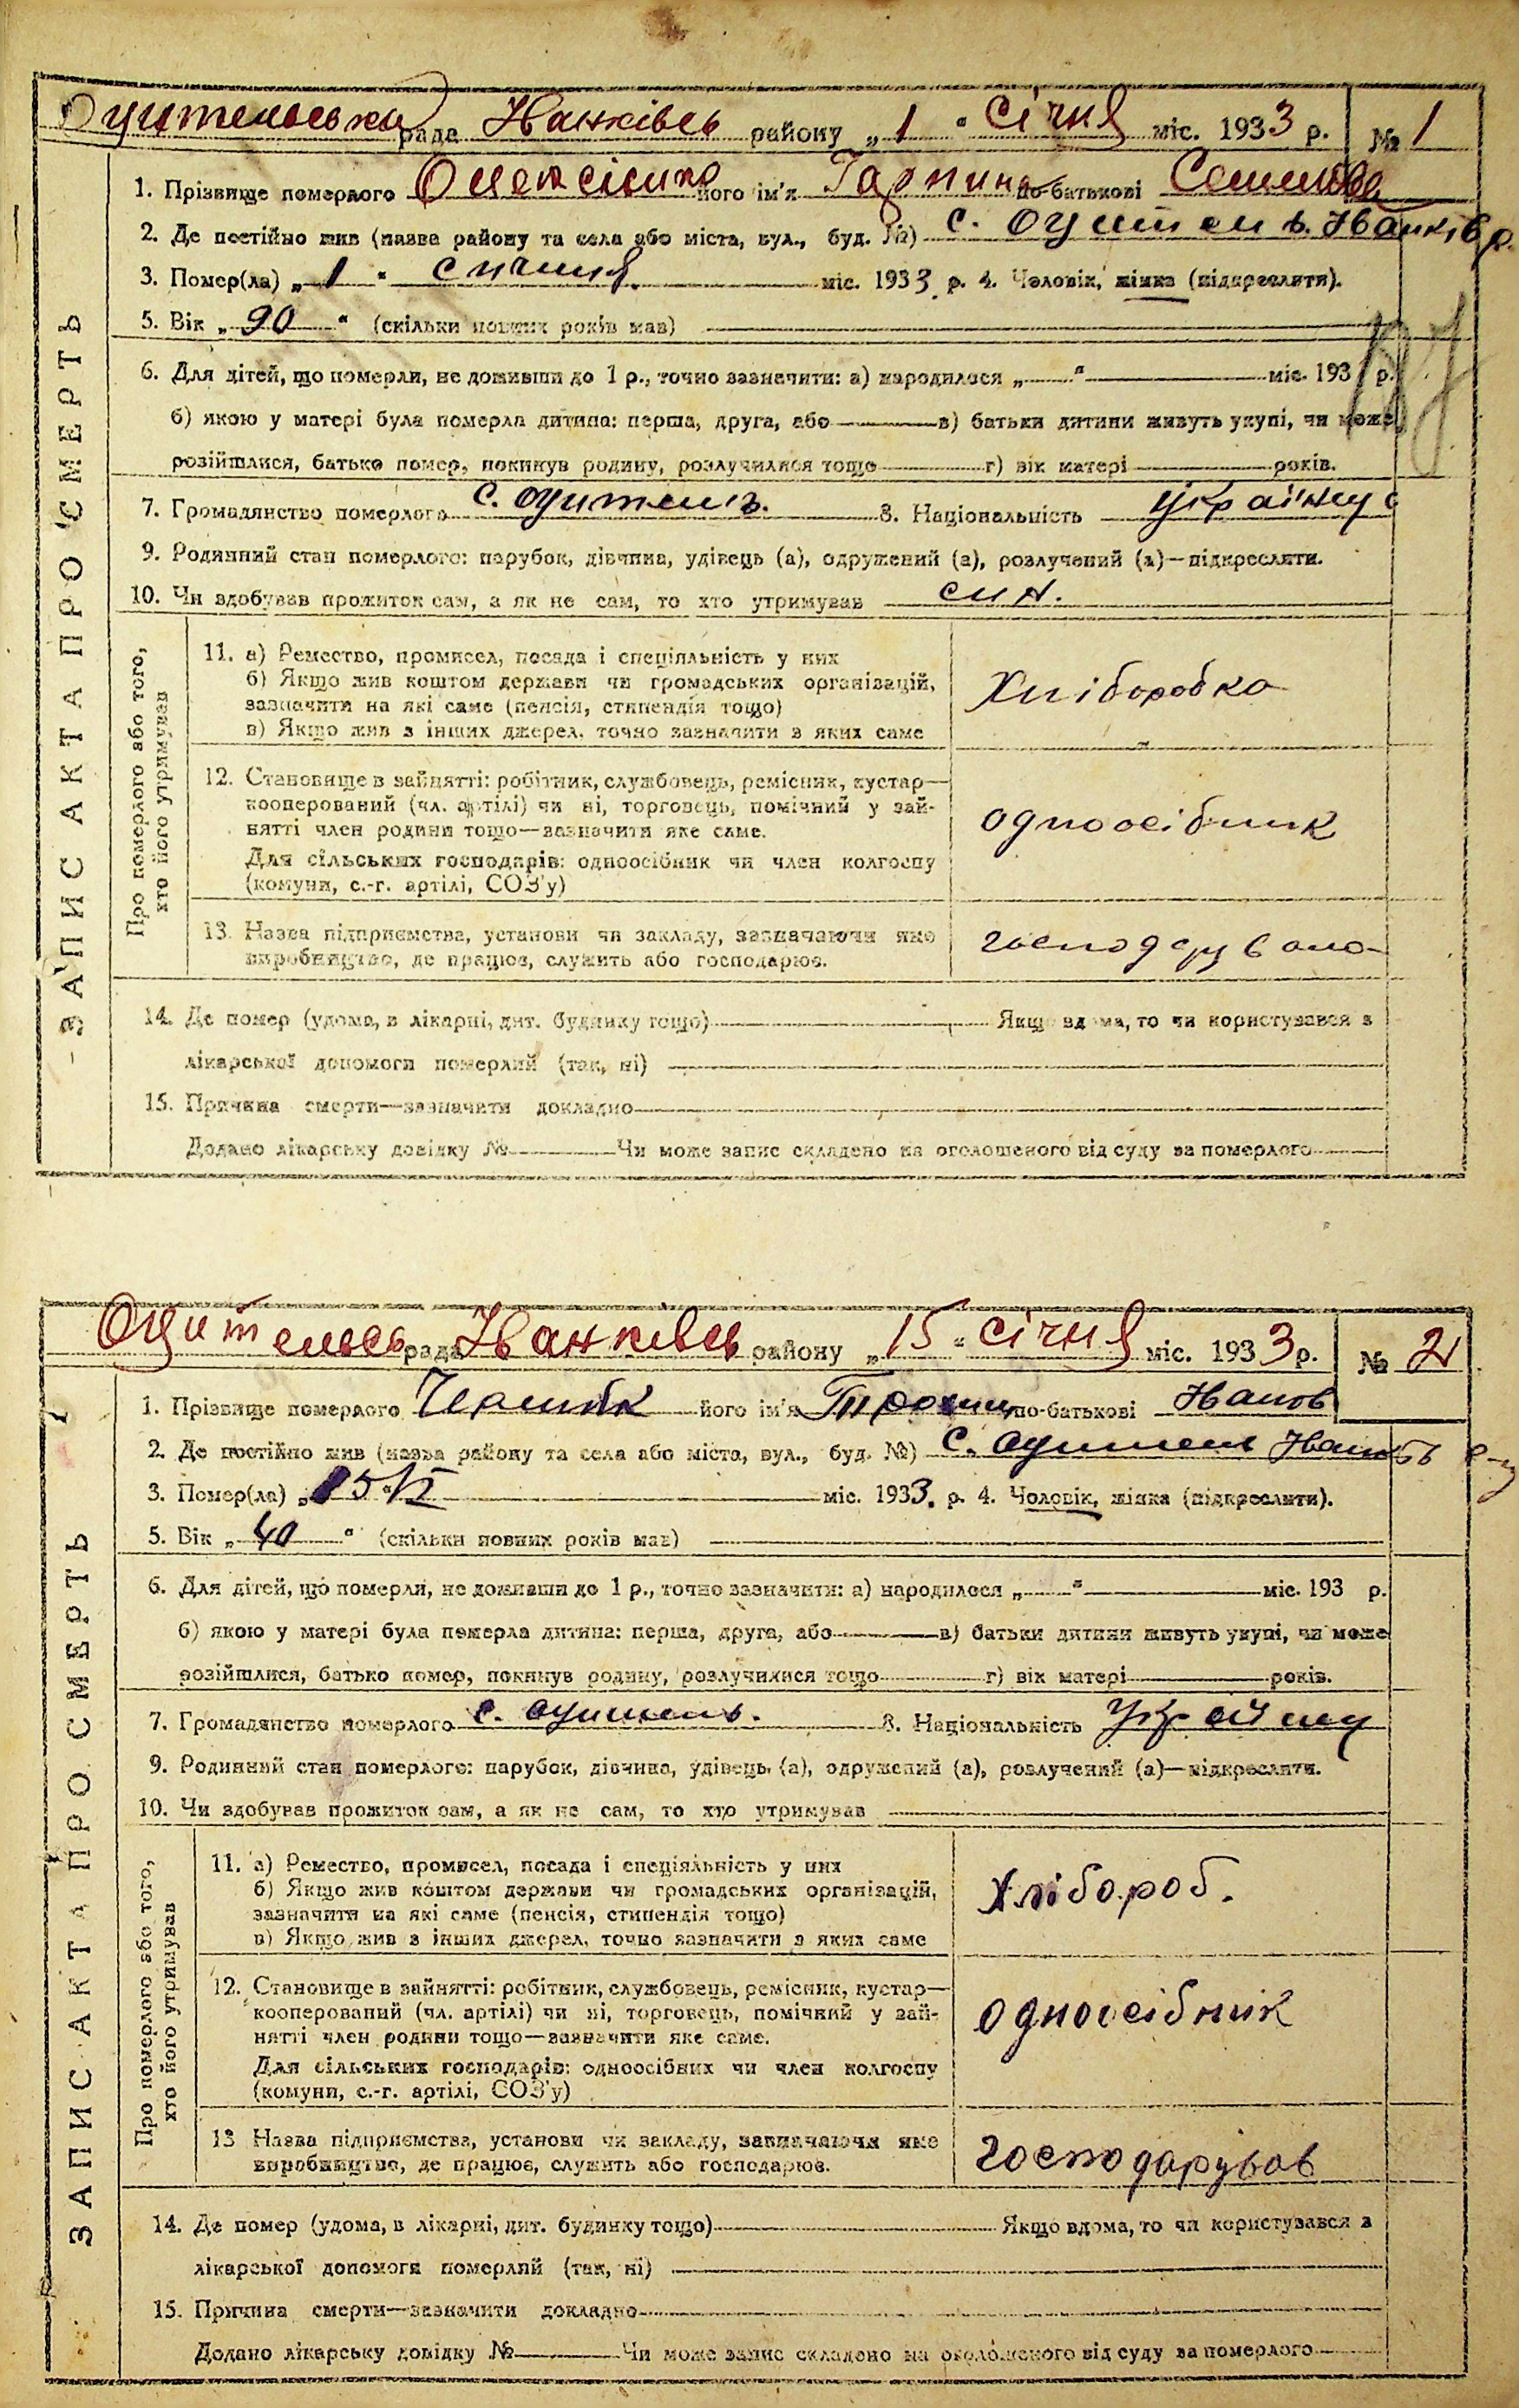 Оцительська рада Іванківсь району „1“ Січня міс. 1933 р. № 1
ЗАПИС АКТА ПРО СМЕРТЬ
1. Прізвище померлого Олексієнко його ім'я Гарпина по-батькові
2. Де постійно жив (назва району та села або міста, вул., буд. №) с. Оцитель. Іванків р.
3. Помер(ла) „1“ сичния міс. 1933 р. 4. Чоловік, жінка (підкреслити).
5. Вік „90“ (скільки повних років мав)
6. Для дітей, що померли, не доживши до 1 р., точно зазначити: а) народилося „ “ міс. 193 р.
б) якою у матері була померла дитина: перша, друга, або в) батьки дитини живуть укупі, чи може
розійшлися, батько помер, покинув родину, розлучилися тощо г) вік матері років.
7. Громадянство померлого с. оцитель. 8. Національність україну
9. Родинний стан померлого: парубок, дівчина, удівець (а), одружений (а), розлучений (а)—підкреслити.
10. Чи здобував прожиток сам, а як не сам, то хто утримував син.
Про померлого або того,
хто його утримував
11. а) Ремество, промисел, посада і спеціяльність у них
б) Якщо жив коштом держави чи громадських організацій,
зазначити на які саме (пенсія, стипендія тощо)
в) Якщо жив з інших джерел, точно зазначити з яких саме
Хліборобка
12. Становище в зайнятті: робітник, службовець, ремісник, кустар—
кооперований (чл. артілі) чи ні, торговець, помічний у зай-
нятті член родини тощо—зазначити яке саме.
Для сільських господарів: одноосібник чи член колгоспу
(комуни, с.-г. артілі, СОЗ'у)
одноосібник
13. Назва підприємства, установи чи закладу, зазначаючи яке
виробництво, де працює, служить або господарює.
14. Де помер (удома, в лікарні, дит. будинку тощо) Якщо вдома, то чи користувався з
лікарської допомоги померлий (так, ні)
15. Причина смерти—зазначити докладно
Додано лікарську довідку № Чи може запис складено на оголошеного від суду за померлого
Оцительсь рада Іванківсь району „15“ січня міс. 1933 р. № 2
ЗАПИС АКТА ПРО СМЕРТЬ
1. Прізвище померлого його ім'я по-батькові Іванов
2. Де постійно жив (назва району та села або міста, вул., буд. №) с. Оцитель
3. Помер(ла) „15“ міс. 1933. р. 4. Чоловік, жінка (підкреслити).
5. Вік „40“ (скільки повних років мав)
6. Для дітей, що померли, не доживши до 1 р., точно зазначити: а) народилося „ “ міс. 193 р.
б) якою у матері була померла дитина: перша, друга, або в) батьки дитини живуть укупі, чи може
розійшлися, батько помер, покинув родину, розлучилися тощо г) вік матері років.
7. Громадянство померлого с. оцитель. 8. Національність
9. Родинний стан померлого: парубок, дівчина, удівець (а), одружений (а), розлучений (а)—підкреслити.
10. Чи здобував прожиток сам, а як не сам, то хто утримував
Про померлого або того,
хто його утримував
11. а) Ремество, промисел, посада і спеціяльність у них
б) Якщо жив коштом держави чи громадських організацій,
зазначити на які саме (пенсія, стипендія тощо)
в) Якщо жив з інших джерел, точно зазначити з яких саме
Хлібороб.
12. Становище в зайнятті: робітник, службовець, ремісник, кустар—
кооперований (чл. артілі) чи ні, торговець, помічний у зай-
нятті член родини тощо—зазначити яке саме.
Для сільських господарів: одноосібник чи член колгоспу
(комуни, с.-г. артілі, СОЗ'у)
одноосібник
13 Назва підприємства, установи чи закладу, зазначаючи яке
виробництво, де працює, служить або господарює.
господарював
14. Де помер (удома, в лікарні, дит. будинку тощо) Якщо вдома, то чи користувався з
лікарської допомоги померлий (так, ні)
15. Причина смерти—зазначити докладно
Додано лікарську довідку № Чи може запис складено на оголошеного від суду за померлого